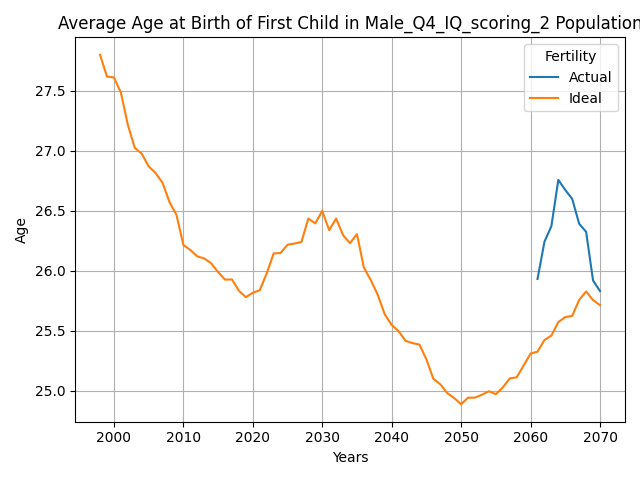 Average Age at Birth of First Child in Male_Q4_IQ_scoring_2 Population
Fertility
Actual
Ideal
27.5
27.0
26.5
26.0
25.5
25.0
Age
2000 2010 2020 2030 2040 2050 2060 2070
Years